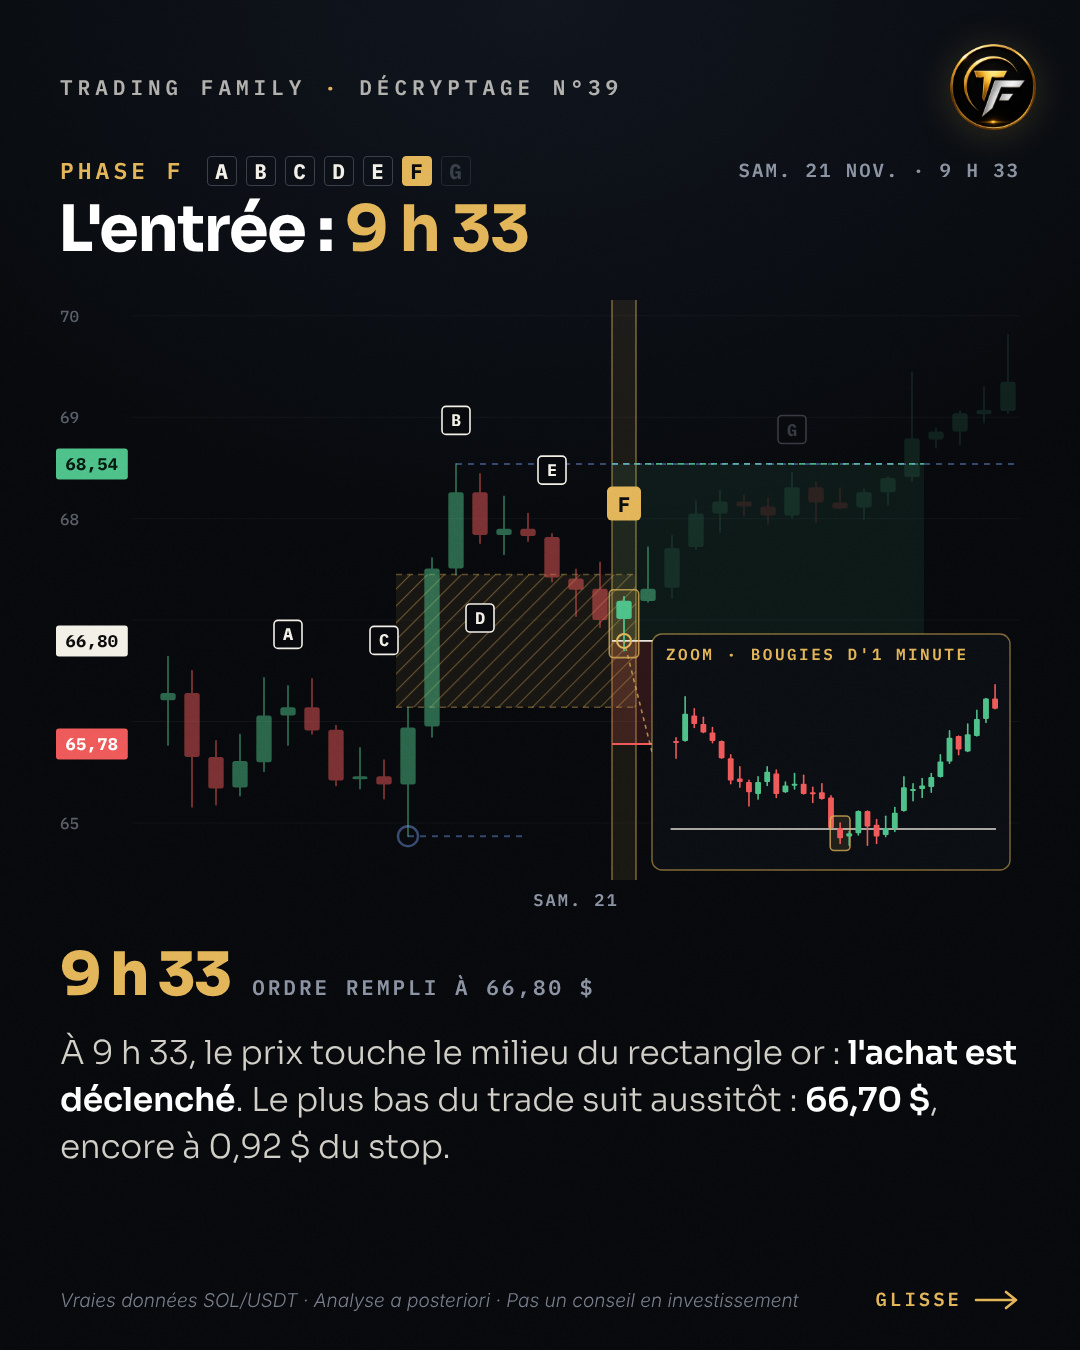 TRADING FAMILY · DÉCRYPTAGE N°39
TF
PHASE F A B C D E F G
SAM. 21 NOV. · 9 H 33
L'entrée : 9 h 33
70
69
68,54
68
66,80
65,78
65
B
E
G
F
A
C
D
ZOOM · BOUGIES D'1 MINUTE
SAM. 21
9 h 33 ORDRE REMPLI À 66,80 $
À 9 h 33, le prix touche le milieu du rectangle or : l'achat est
déclenché. Le plus bas du trade suit aussitôt : 66,70 $,
encore à 0,92 $ du stop.
Vraies données SOL/USDT · Analyse a posteriori · Pas un conseil en investissement
GLISSE